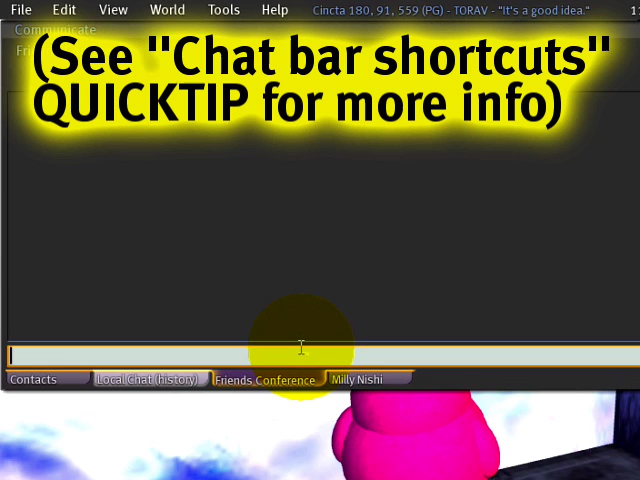 File Edit View World Tools Help Cincta 180, 91, 559 (PG) - TORAV - "It's a good idea."
Communicate
(See "Chat bar shortcuts"
QUICKTIP for more info)
Contacts Local Chat (history) Friends Conference Milly Nishi